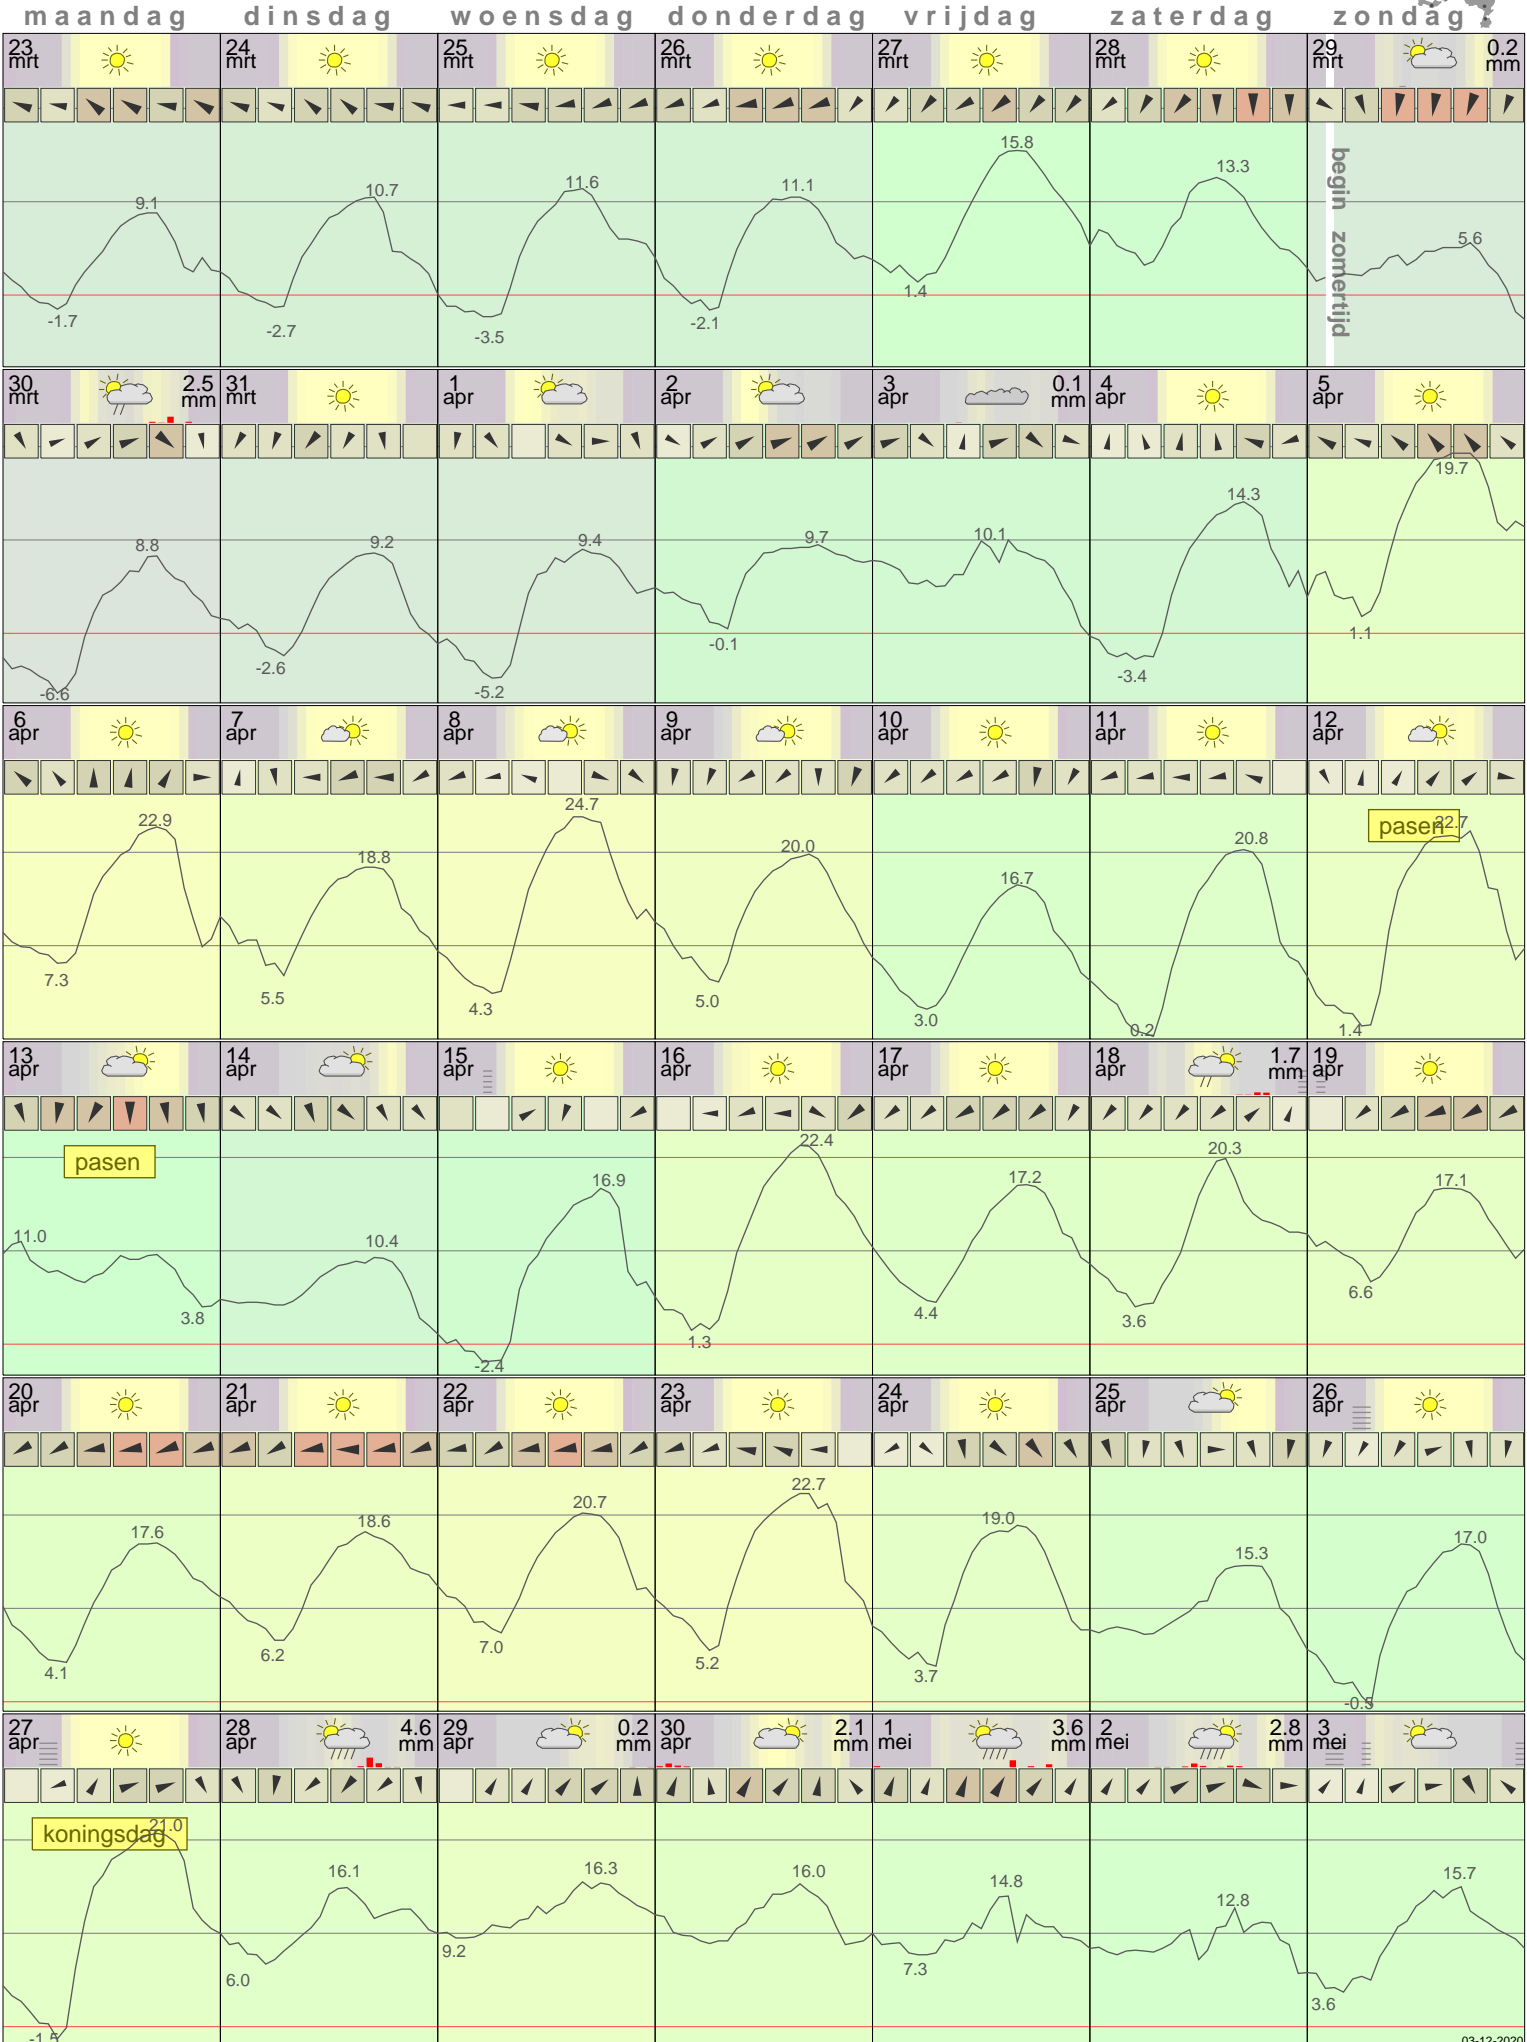 maandag dinsdag woensdag donderdag vrijdag zaterdag zondag
23 24 25 26 27 28 29 0.2
mrt mrt mrt mrt mrt mrt mrt mm
begin zomertijd
15.8
13.3
11.6
11.1
10.7
9.1
5.6
1.4
-1.7 -2.7 -3.5 -2.1
30 2.5 31 1 2 3 0.1 4 5
mrt mm mrt apr apr apr mm apr apr
19.7
14.3
8.8 9.2 9.4 9.7 10.1
-6.6 -2.6 -5.2 -0.1 -3.4 1.1
6 7 8 9 10 11 12
apr apr apr apr apr apr apr
pasen
22.9 18.8 24.7 20.0 16.7 20.8 22.7
7.3 5.5 4.3 5.0 3.0 0.2 1.4
13 14 15 16 17 18 1.7 19
apr apr apr apr apr apr mm apr
pasen
11.0 10.4 16.9 22.4 17.2 20.3 17.1
3.8 -2.4 1.3 4.4 3.6 6.6
20 21 22 23 24 25 26
apr apr apr apr apr apr apr
17.6 18.6 20.7 22.7 19.0 15.3 17.0
4.1 6.2 7.0 5.2 3.7 -0.5
27 28 4.6 29 0.2 30 2.1 1 3.6 2 2.8 3
apr apr mm apr mm apr mm mei mm mei mm mei
koningsdag
21.0 16.1 16.3 16.0 14.8 12.8 15.7
-1.5 6.0 9.2 7.3 3.6
03-12-2020